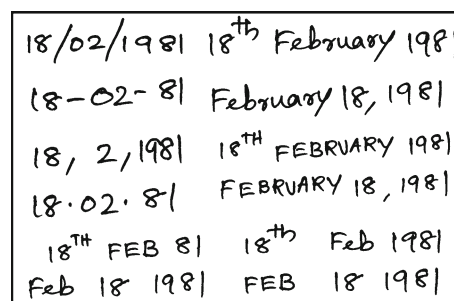 18/02/1981 18th February 198
18-02-81 February 18, 1981
18, 2, 1981 18TH FEBRUARY 1981
18.02.81 FEBRUARY 18, 1981
18TH FEB 81 18th Feb 1981
Feb 18 1981 FEB 18 1981